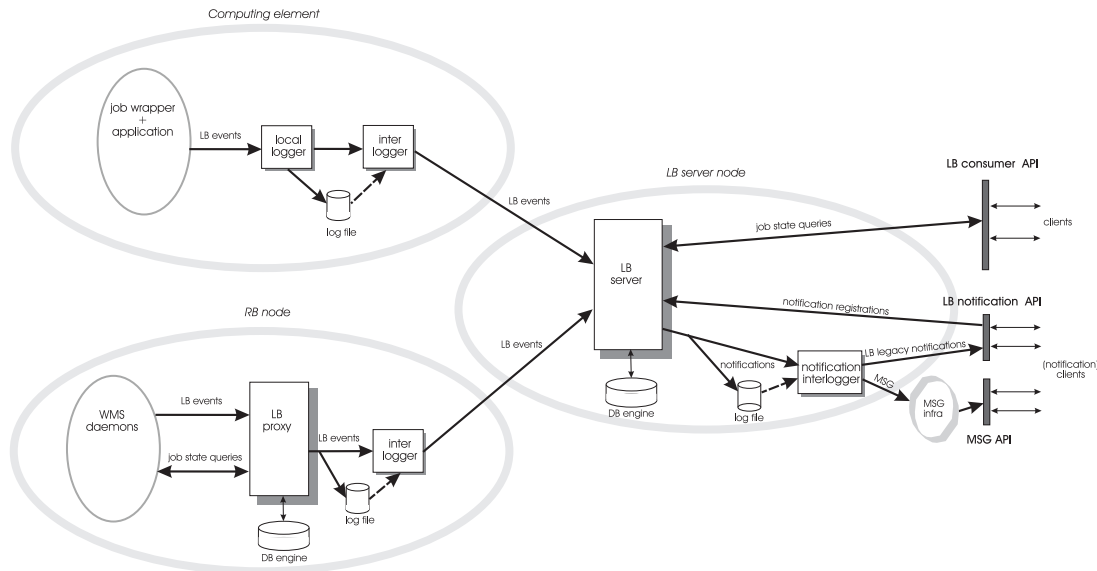 Computing element
job wrapper
+
application
LB events
local
logger
inter
logger
log file
LB events
LB server node
LB
server
job state queries
LB consumer API
clients
notification registrations
LB notification API
LB legacy notifications
notifications
notification
interlogger
(notification)
clients
MSG
MSG
infra
MSG API
log file
DB engine
RB node
WMS
daemons
LB events
LB
proxy
job state queries
LB events
inter
logger
log file
DB engine
LB events